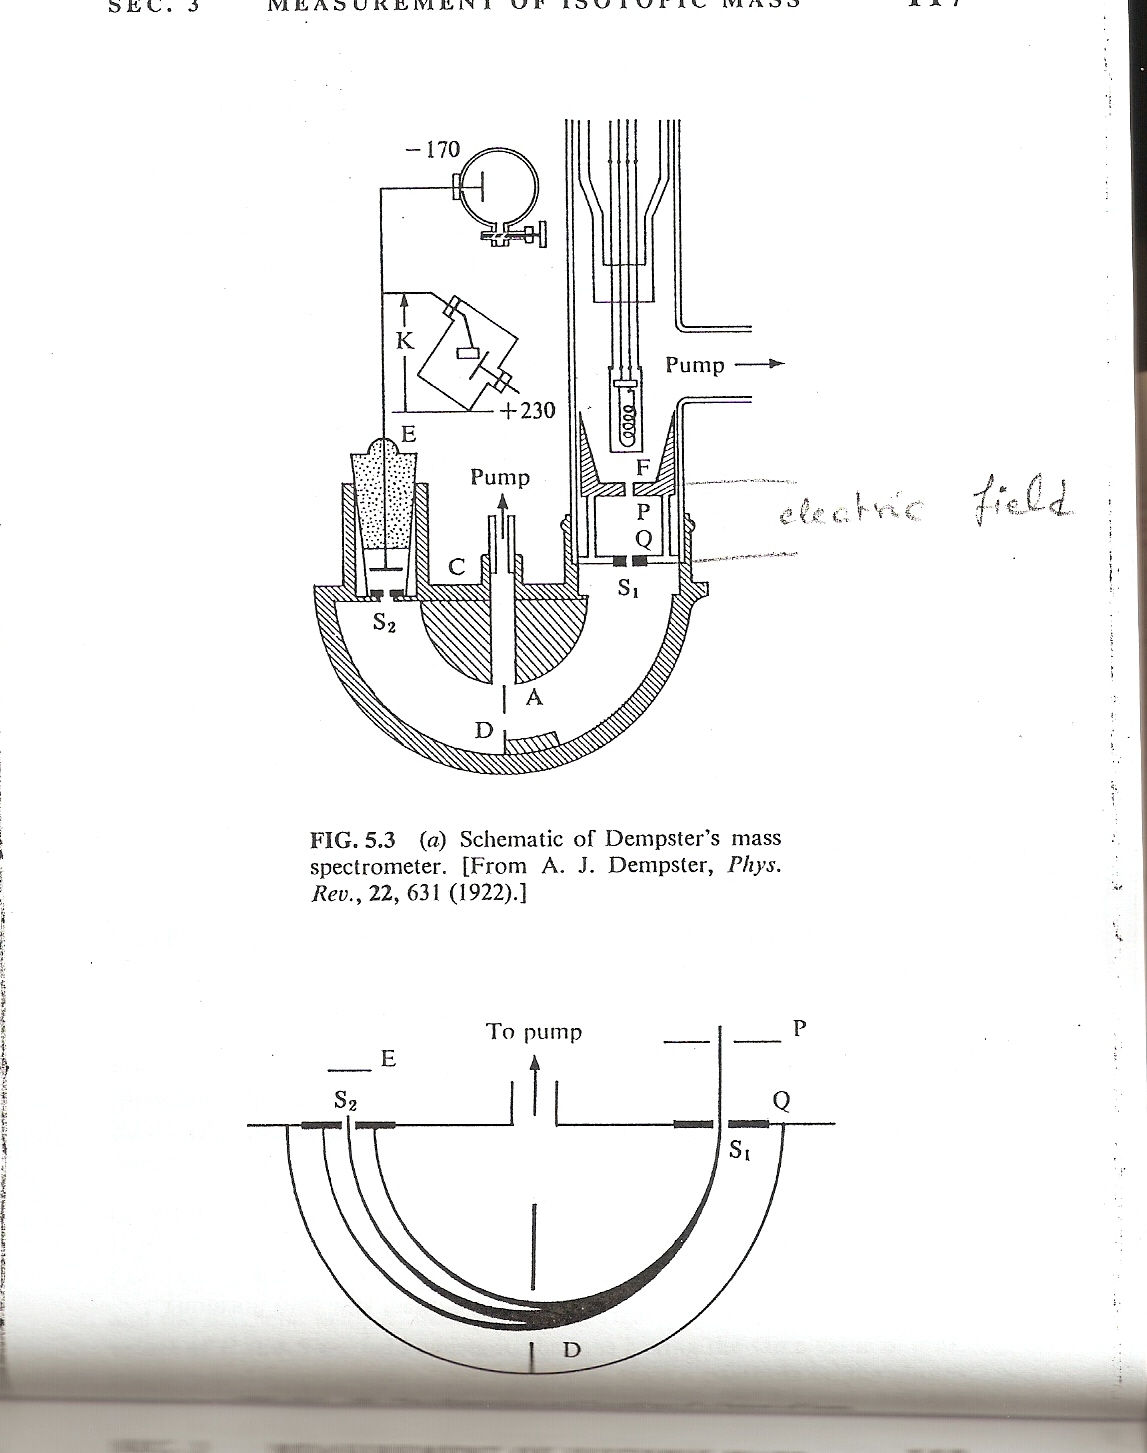 SEC. 3 MEASUREMENT OF ISOTOPIC MASS 117
−170
K
+230
E
Pump
Pump
F
P
Q
electric field
C
S₁
S₂
A
D
FIG. 5.3 (a) Schematic of Dempster's mass
spectrometer. [From A. J. Dempster, Phys.
Rev., 22, 631 (1922).]
To pump
P
E
S₂
Q
S₁
D